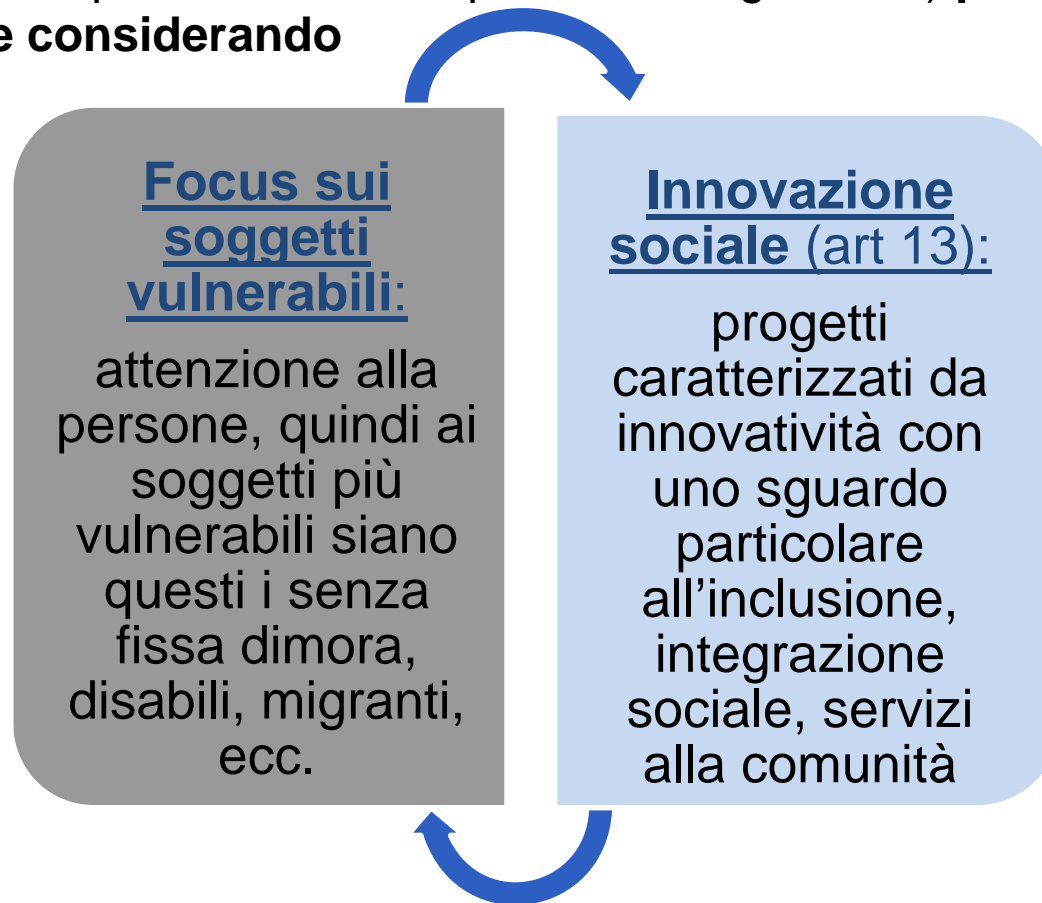 e considerando
Focus sui
soggetti
vulnerabili:
attenzione alla
persone, quindi ai
soggetti più
vulnerabili siano
questi i senza
fissa dimora,
disabili, migranti,
ecc.
Innovazione
sociale (art 13):
progetti
caratterizzati da
innovatività con
uno sguardo
particolare
all’inclusione,
integrazione
sociale, servizi
alla comunità